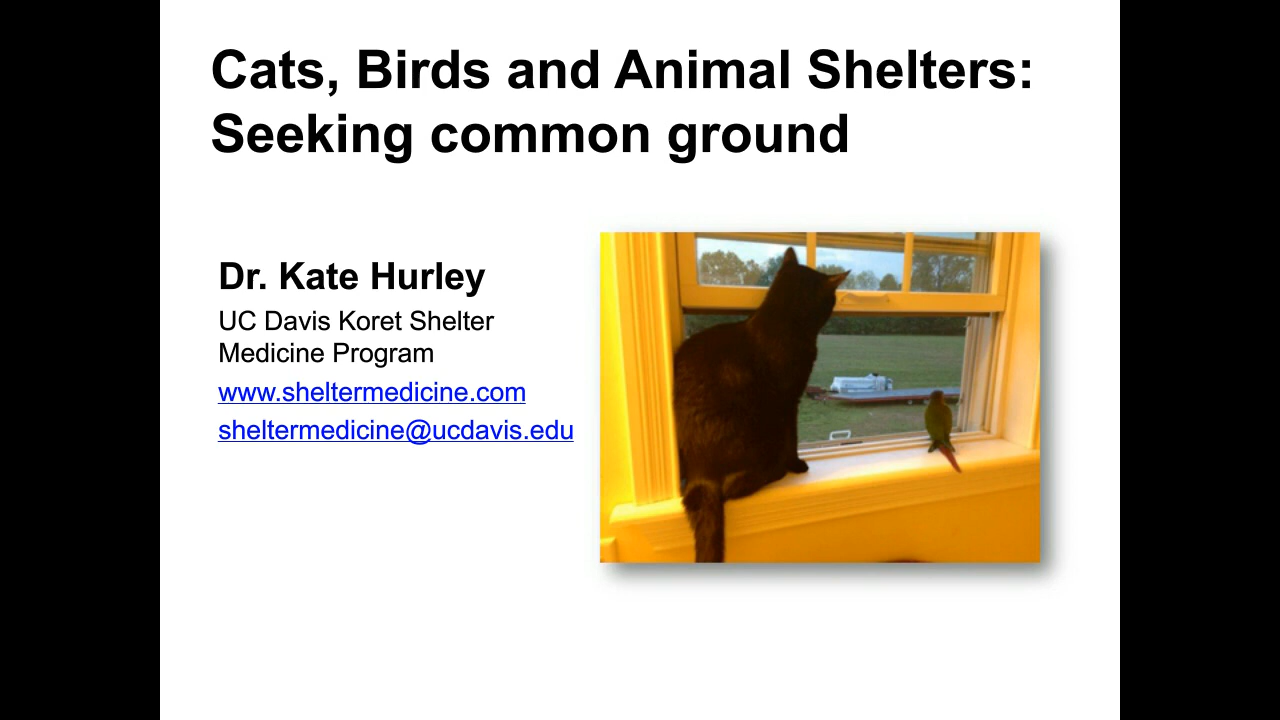 Cats, Birds and Animal Shelters:
Seeking common ground
Dr. Kate Hurley
UC Davis Koret Shelter
Medicine Program
www.sheltermedicine.com
sheltermedicine@ucdavis.edu